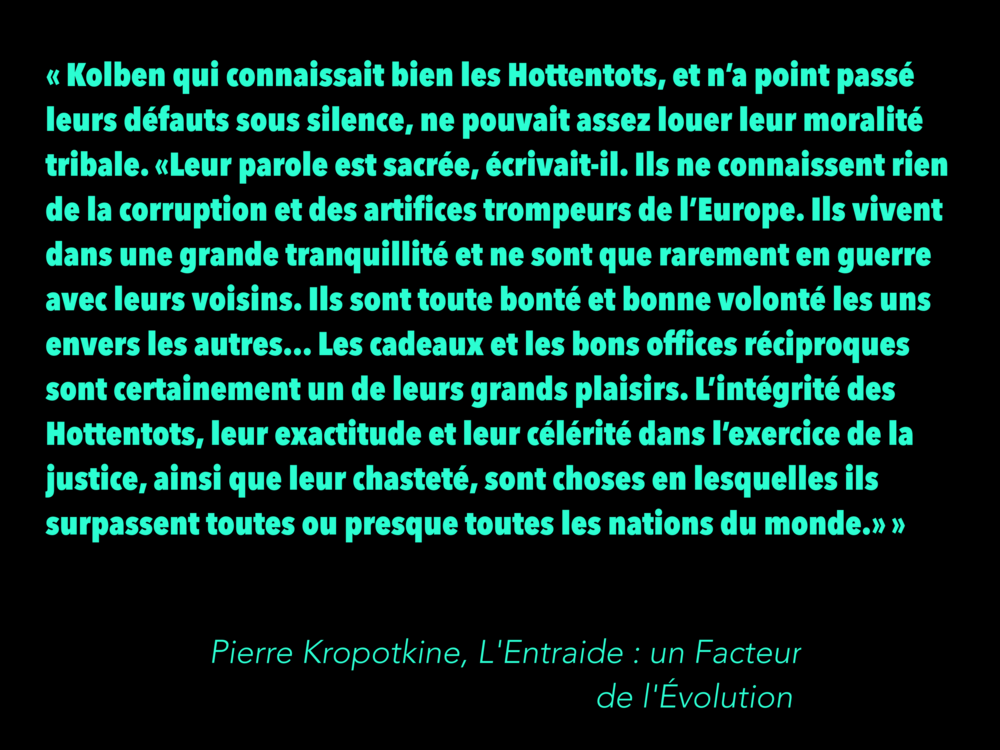 « Kolben qui connaissait bien les Hottentots, et n’a point passé
leurs défauts sous silence, ne pouvait assez louer leur moralité
tribale. «Leur parole est sacrée, écrivait-il. Ils ne connaissent rien
de la corruption et des artifices trompeurs de l’Europe. Ils vivent
dans une grande tranquillité et ne sont que rarement en guerre
avec leurs voisins. Ils sont toute bonté et bonne volonté les uns
envers les autres... Les cadeaux et les bons offices réciproques
sont certainement un de leurs grands plaisirs. L’intégrité des
Hottentots, leur exactitude et leur célérité dans l’exercice de la
justice, ainsi que leur chasteté, sont choses en lesquelles ils
surpassent toutes ou presque toutes les nations du monde.» »
Pierre Kropotkine, L'Entraide : un Facteur
de l'Évolution